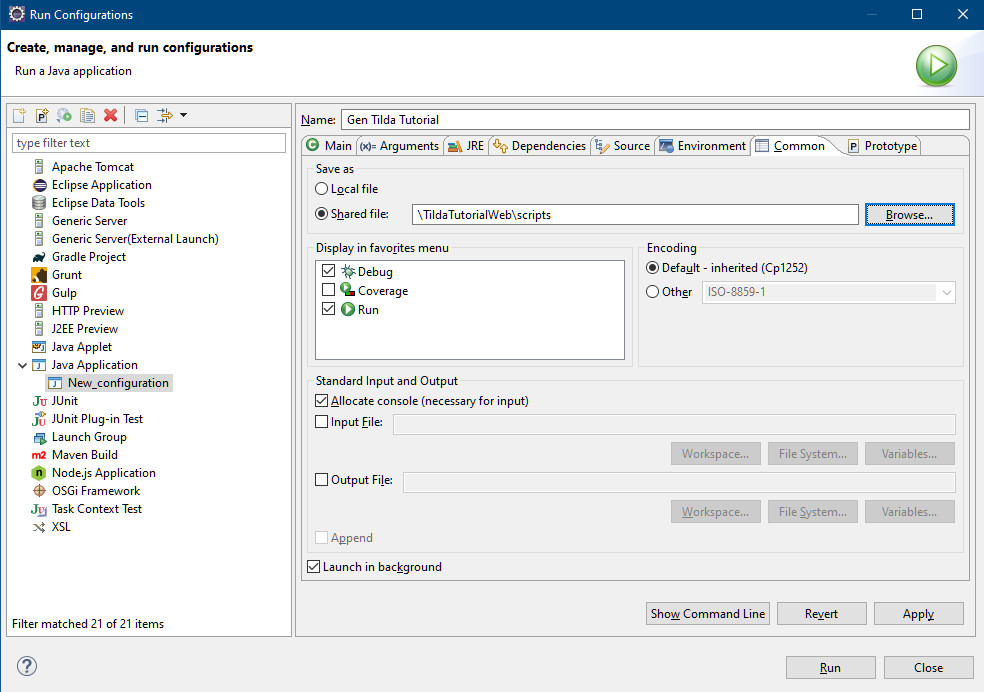 Run Configurations
Create, manage, and run configurations
Run a Java application
type filter text
Apache Tomcat
Eclipse Application
Eclipse Data Tools
Generic Server
Generic Server(External Launch)
Gradle Project
Grunt
Gulp
HTTP Preview
J2EE Preview
Java Applet
Java Application
New_configuration
JUnit
JUnit Plug-in Test
Launch Group
Maven Build
Node.js Application
OSGi Framework
Task Context Test
XSL
Filter matched 21 of 21 items
Name: Gen Tilda Tutorial
Main (x)= Arguments JRE Dependencies Source Environment Common Prototype
Save as
Local file
Shared file: \TildaTutorialWeb\scripts Browse...
Display in favorites menu
Debug
Coverage
Run
Encoding
Default - inherited (Cp1252)
Other ISO-8859-1
Standard Input and Output
Allocate console (necessary for input)
Input File:
Workspace... File System... Variables...
Output File:
Workspace... File System... Variables...
Append
Launch in background
Show Command Line Revert Apply
Run Close